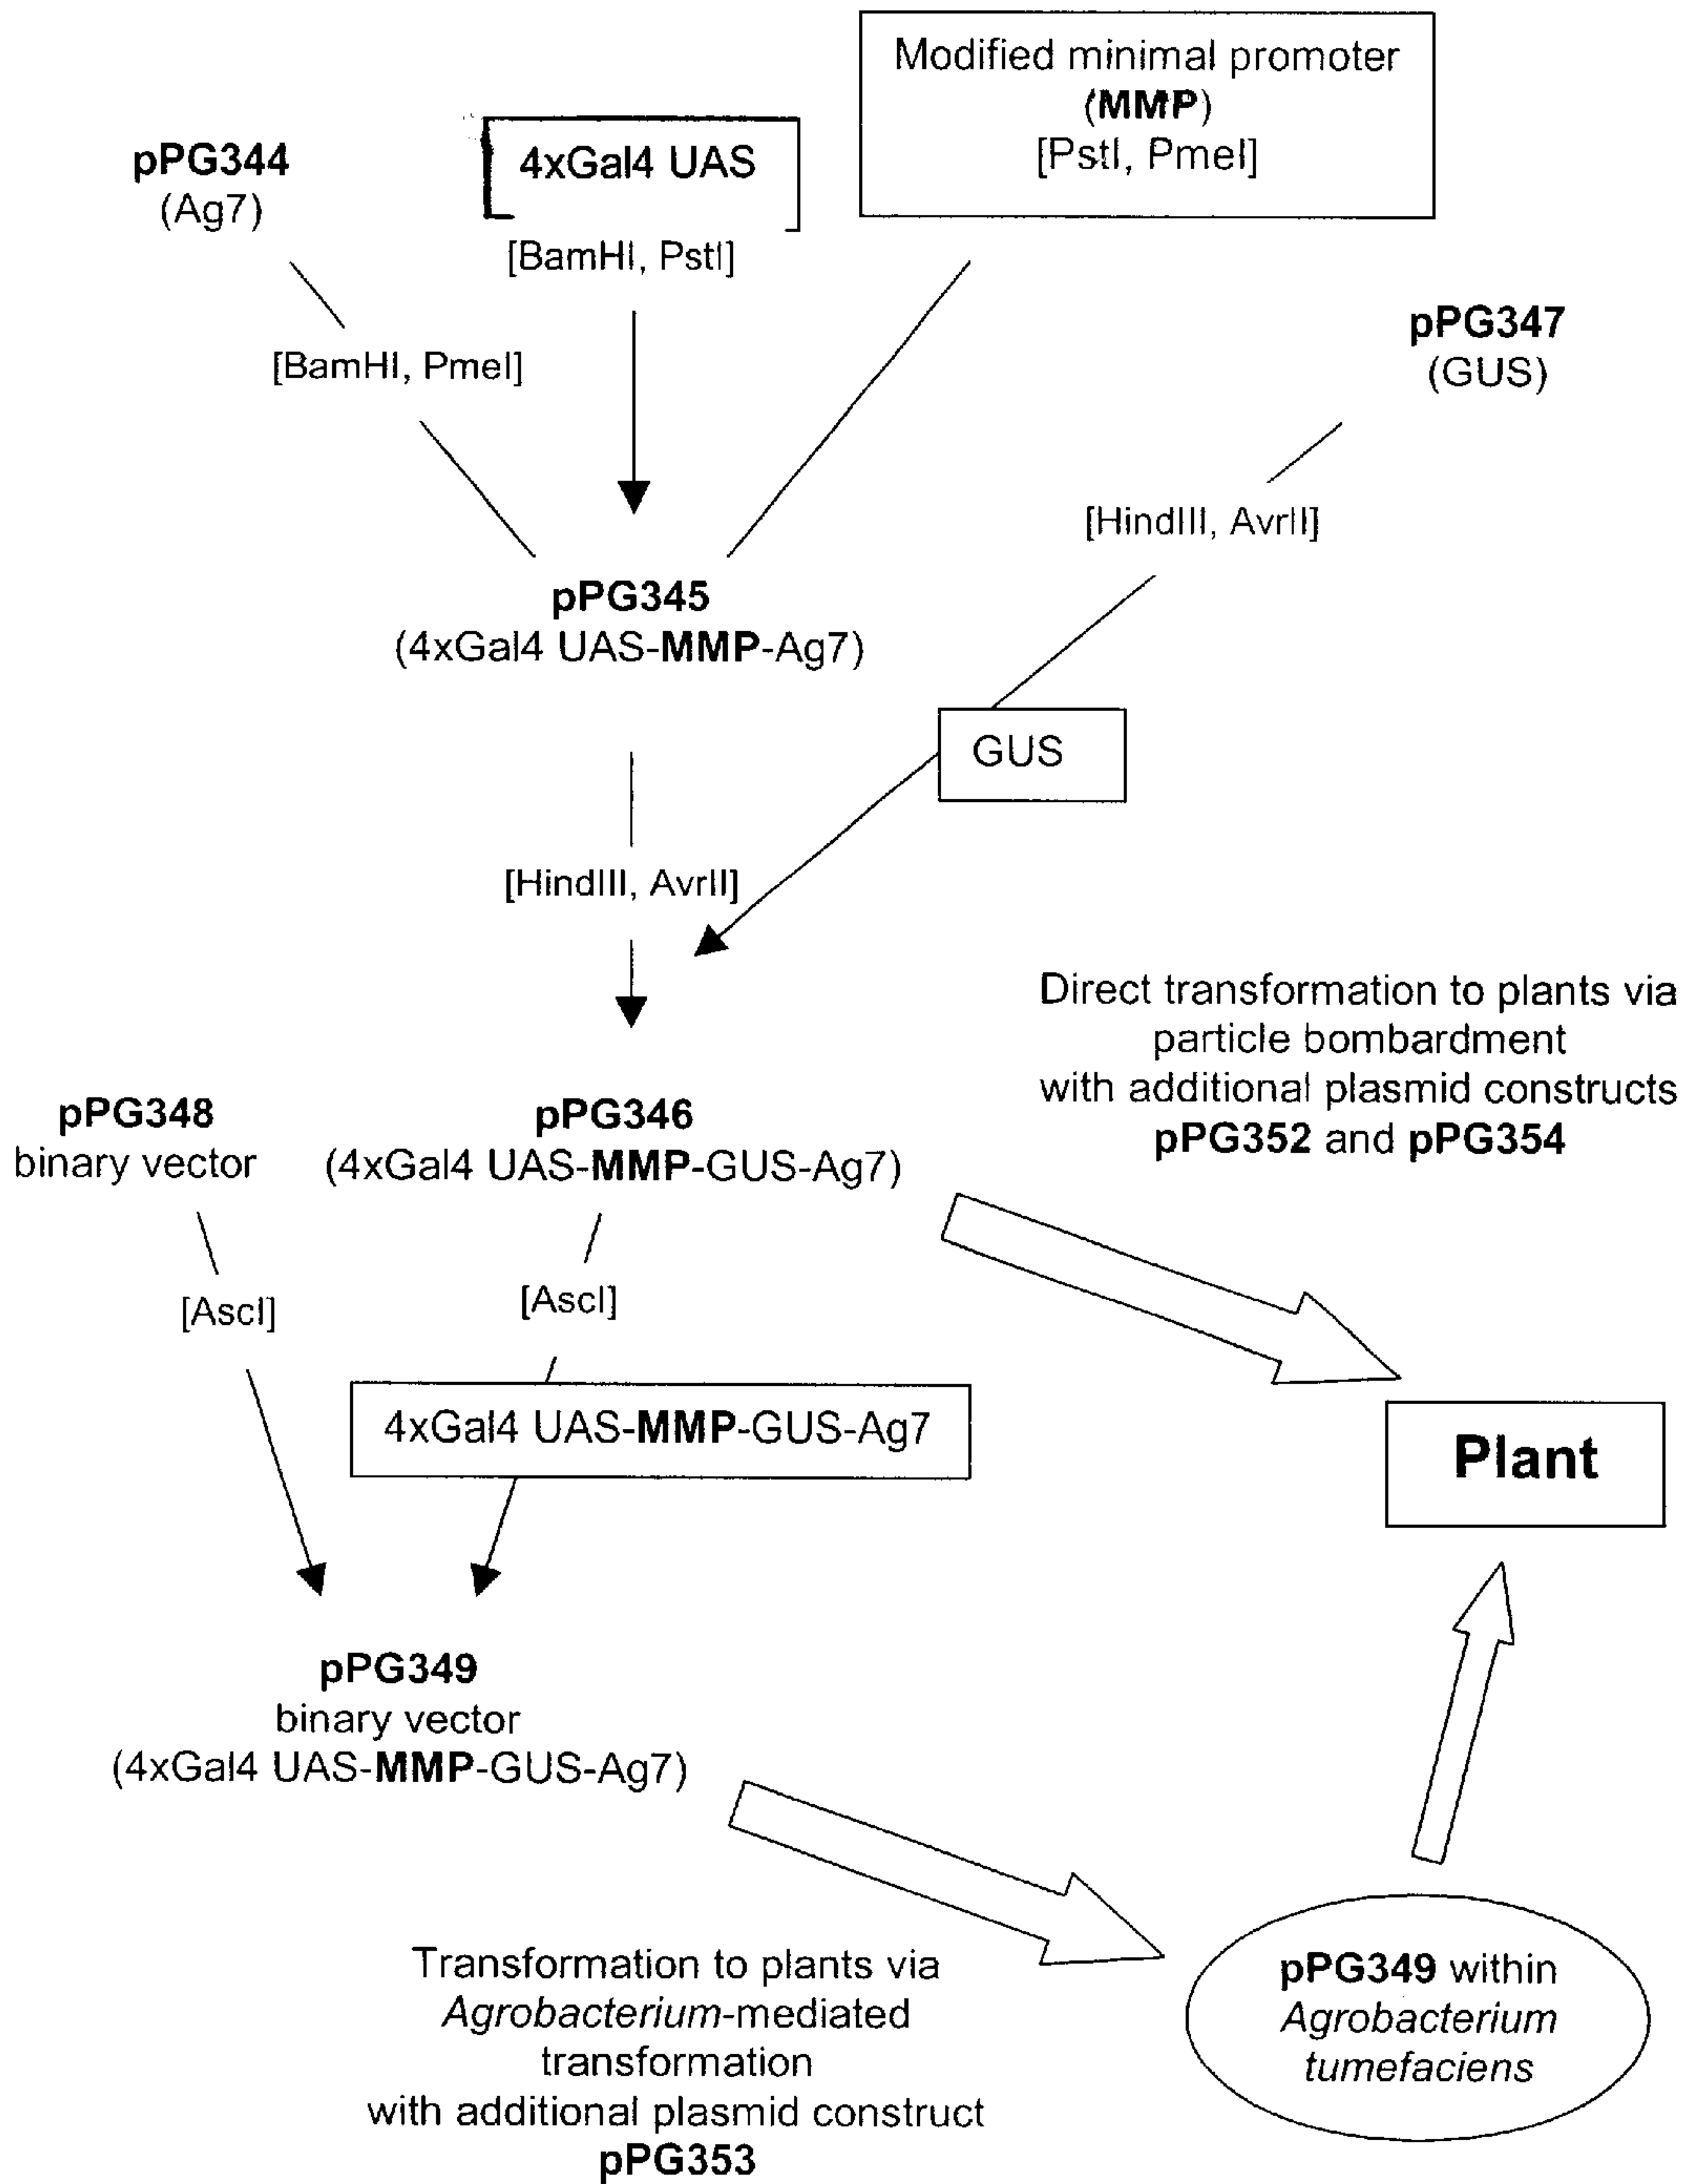 Modified minimal promoter
(MMP)
[PstI, PmeI]
pPG344
(Ag7)
4xGal4 UAS
[BamHI, PstI]
[BamHI, PmeI]
pPG347
(GUS)
[HindIII, AvrII]
pPG345
(4xGal4 UAS-MMP-Ag7)
GUS
[HindIII, AvrII]
Direct transformation to plants via
particle bombardment
with additional plasmid constructs
pPG352 and pPG354
pPG348
binary vector
pPG346
(4xGal4 UAS-MMP-GUS-Ag7)
[AscI]
[AscI]
4xGal4 UAS-MMP-GUS-Ag7
Plant
pPG349
binary vector
(4xGal4 UAS-MMP-GUS-Ag7)
Transformation to plants via
Agrobacterium-mediated
transformation
with additional plasmid construct
pPG353
pPG349 within
Agrobacterium
tumefaciens